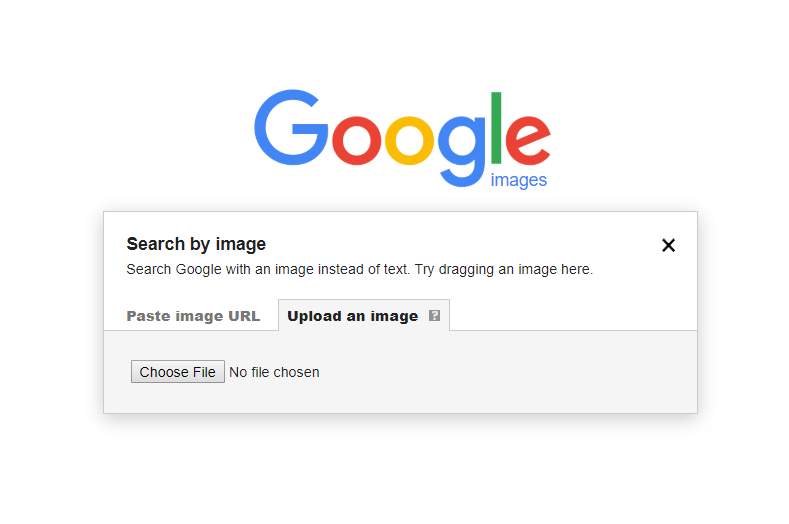 Google
images
Search by image
Search Google with an image instead of text. Try dragging an image here.
Paste image URL Upload an image ?
Choose File No file chosen